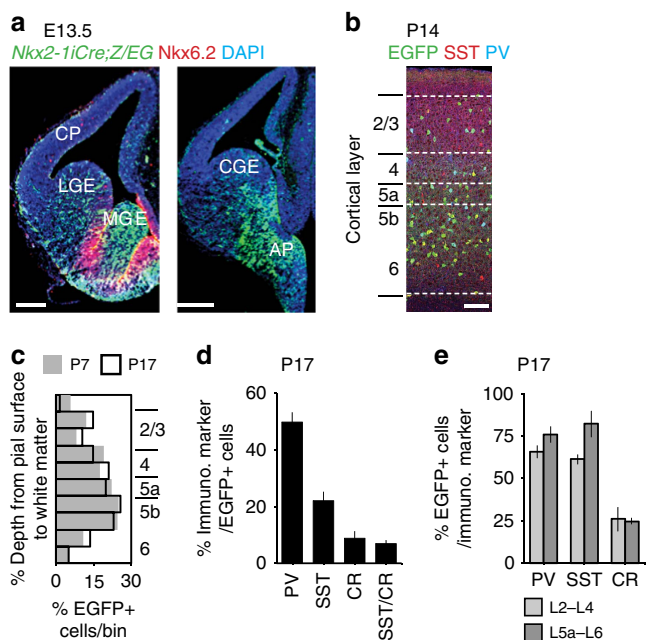 a
E13.5
Nkx2-1iCre;Z/EG Nkx6.2 DAPI
CP
LGE
MGE
CGE
AP
b
P14
EGFP SST PV
Cortical layer
2/3
4
5a
5b
6
c
P7 P17
% Depth from pial surface
to white matter
2/3
4
5a
5b
6
0 15 30
% EGFP+
cells/bin
d
P17
% Immuno. marker
/EGFP+ cells
60
40
20
0
PV
SST
CR
SST/CR
e
P17
% EGFP+ cells
/immuno. marker
100
75
50
25
0
PV SST CR
L2–L4
L5a–L6